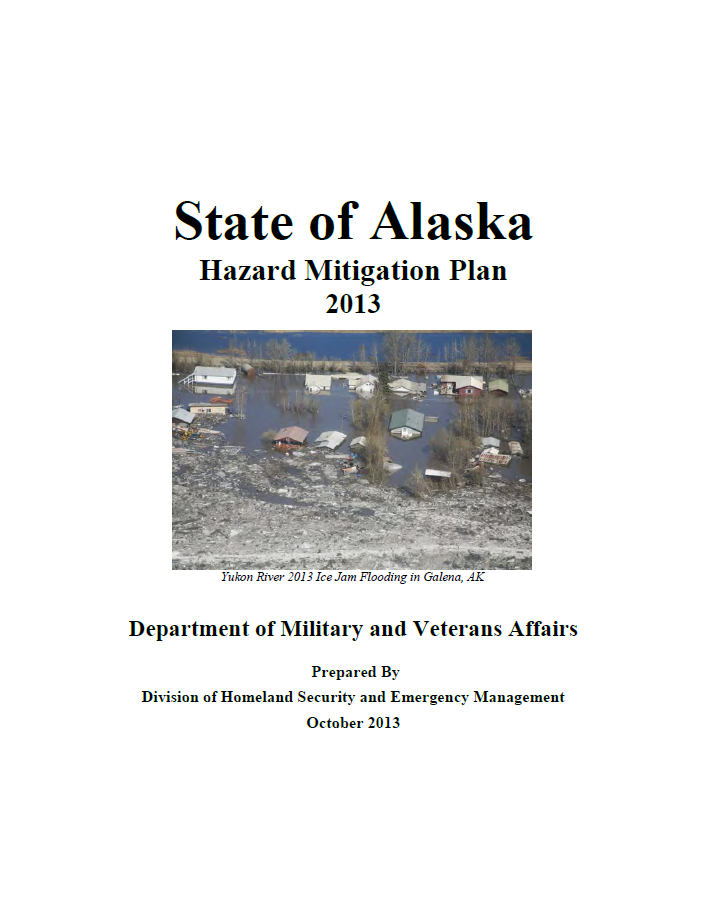 State of Alaska
Hazard Mitigation Plan
2013
Yukon River 2013 Ice Jam Flooding in Galena, AK
Department of Military and Veterans Affairs
Prepared By
Division of Homeland Security and Emergency Management
October 2013